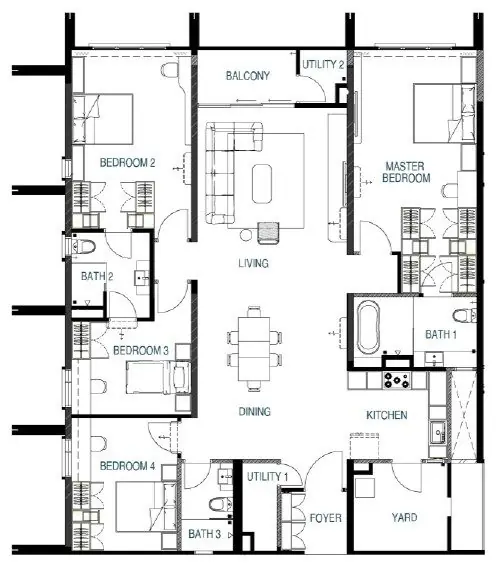 BALCONY
UTILITY 2
BEDROOM 2
MASTER
BEDROOM
LIVING
BATH 2
BATH 1
BEDROOM 3
DINING
KITCHEN
BEDROOM 4
UTILITY 1
BATH 3
FOYER
YARD